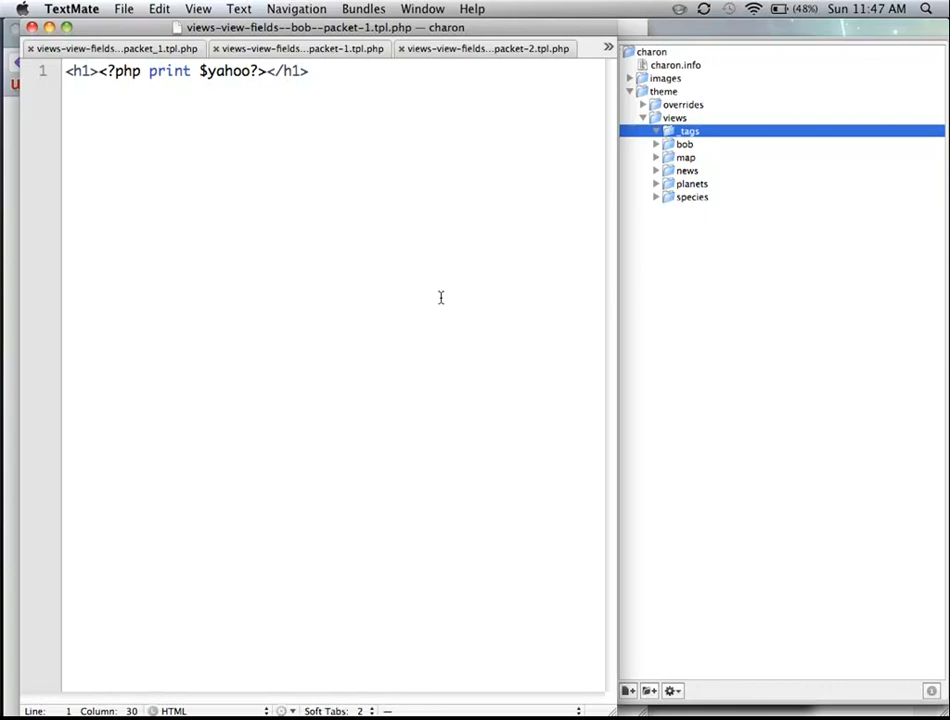 TextMate File Edit View Text Navigation Bundles Window Help (48%) Sun 11:47 AM
views-view-fields--bob--packet-1.tpl.php — charon
views-view-fields...packet_1.tpl.php views-view-fields...packet-1.tpl.php views-view-fields...packet-2.tpl.php »
1 <h1><?php print $yahoo?></h1>
charon
charon.info
images
theme
overrides
views
_tags
bob
map
news
planets
species
Line: 1 Column: 30 HTML Soft Tabs: 2 —